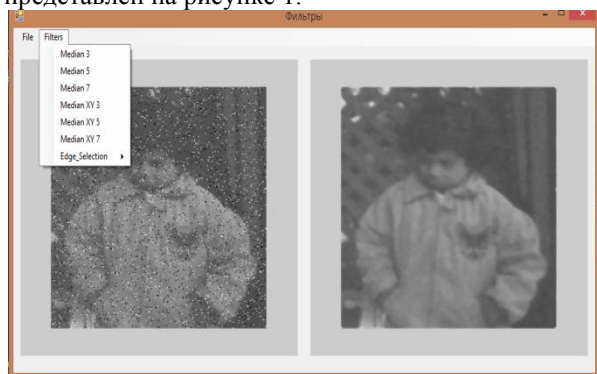 представлен на рисунке 1.
Фильтры
File Filters
Median 3
Median 5
Median 7
Median XY 3
Median XY 5
Median XY 7
Edge_Selection